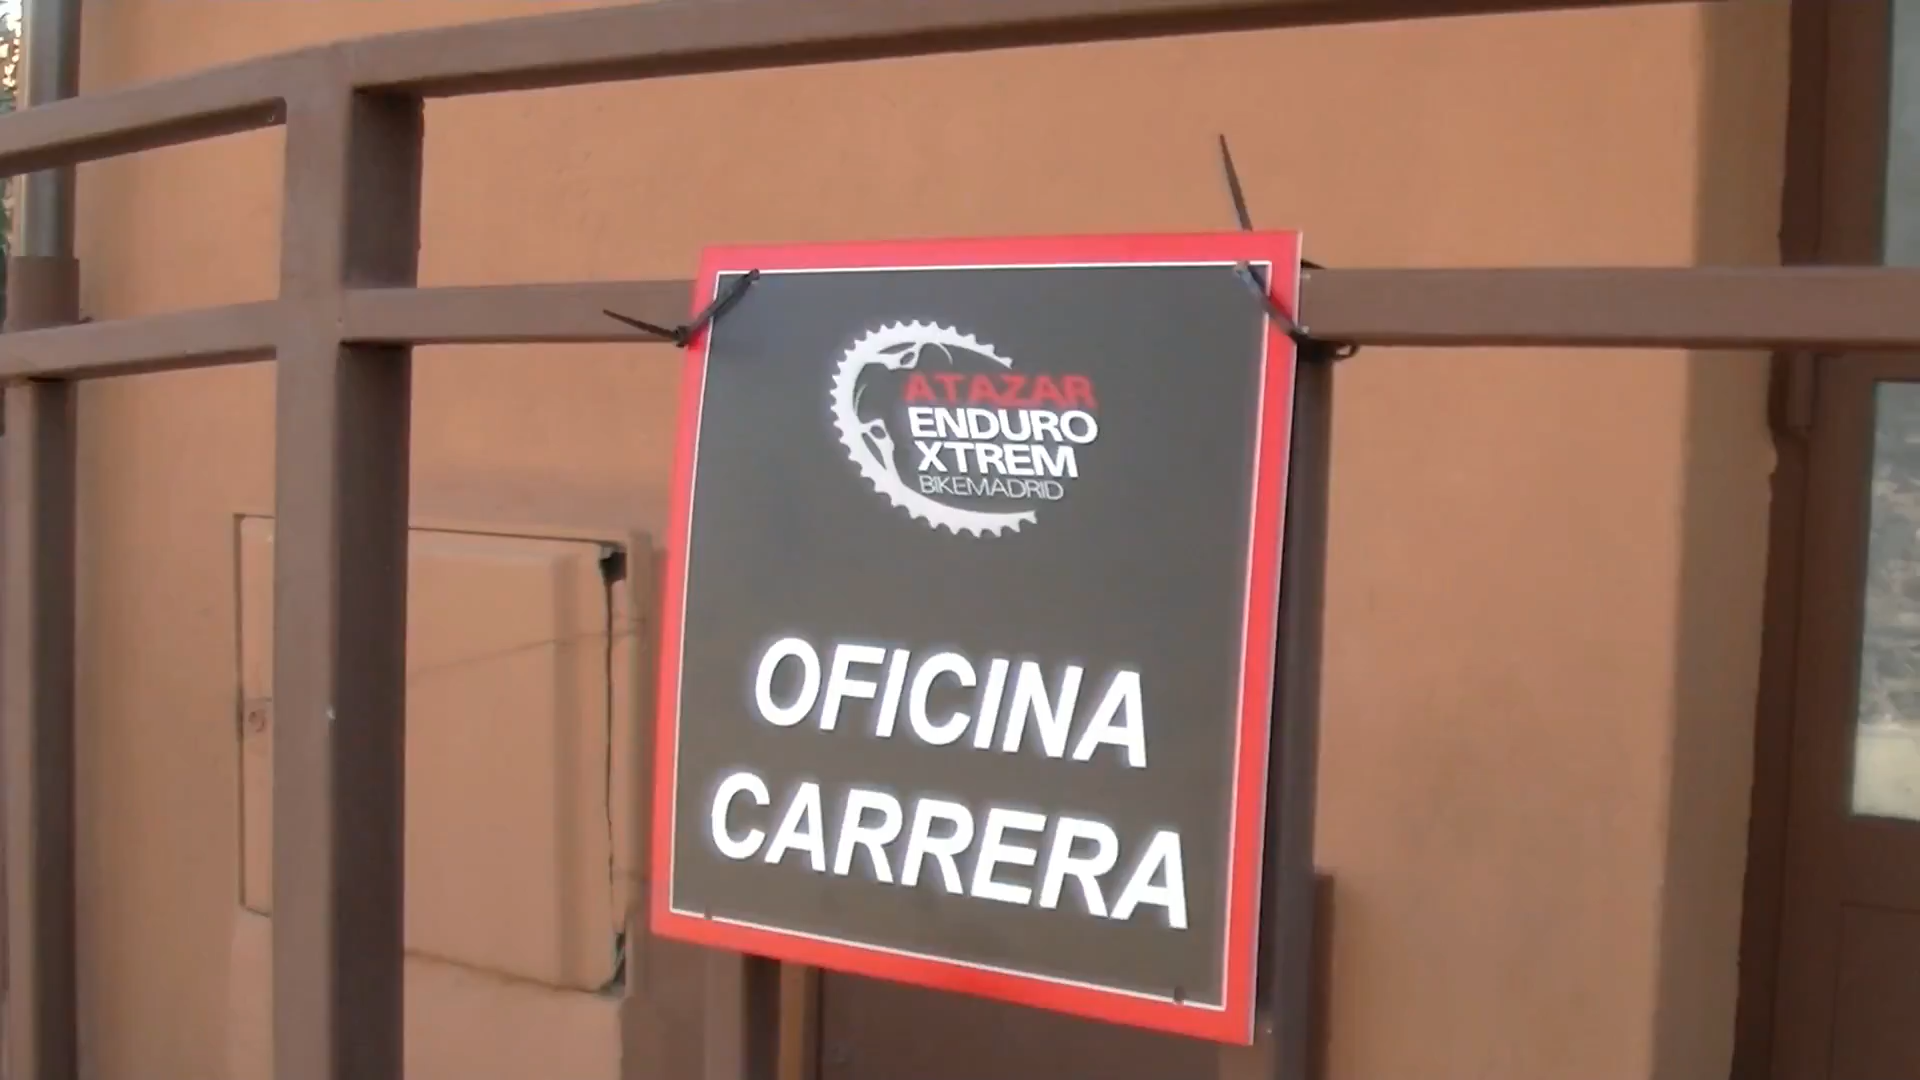 ATAZAR
ENDURO
XTREM
BIKEMADRID
OFICINA
CARRERA